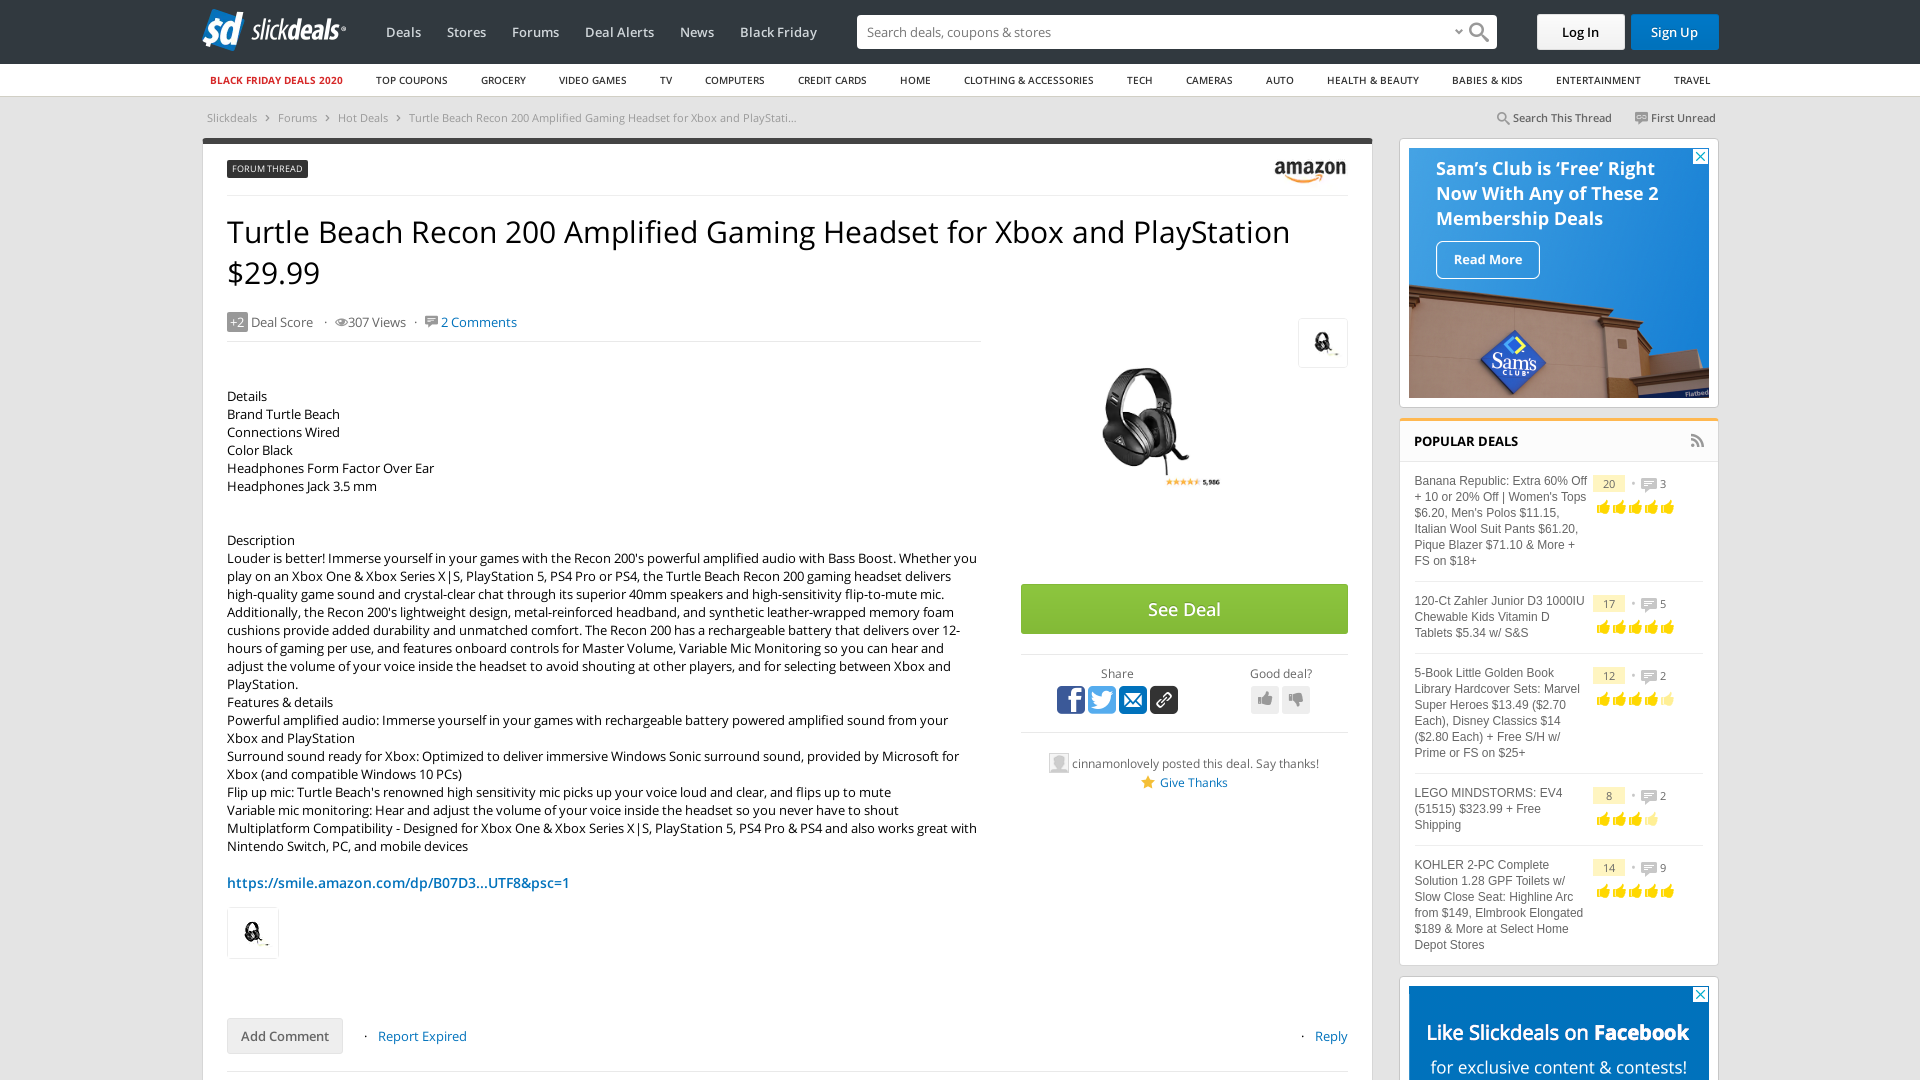 slickdeals
Deals Stores Forums Deal Alerts News Black Friday
Search deals, coupons & shopping
Log In Sign Up
BLACK FRIDAY DEALS 2020 TOP COUPONS GROCERY VIDEO GAMES TV COMPUTERS CREDIT CARDS HOME CLOTHING & ACCESSORIES TECH CAMERAS AUTO HEALTH & BEAUTY BABIES & KIDS ENTERTAINMENT TRAVEL
Slickdeals > Forums > Hot Deals > Turtle Beach Recon 200 Amplified Gaming Headset for Xbox and PlayStati...
Search This Thread First Unread
FORUM THREAD
amazon
Turtle Beach Recon 200 Amplified Gaming Headset for Xbox and PlayStation
$29.99
+2 Deal Score · 307 Views · 2 Comments
Details
Brand Turtle Beach
Connections Wired
Color Black
Headphones Form Factor Over Ear
Headphones Jack 3.5 mm
Description
Louder is better! Immerse yourself in your games with the Recon 200's powerful amplified audio with Bass Boost. Whether you
play on an Xbox One & Xbox Series X|S, PlayStation 5, PS4 Pro or PS4, the Turtle Beach Recon 200 gaming headset delivers
high-quality game sound and crystal-clear chat through its superior 40mm speakers and high-sensitivity flip-to-mute mic.
Additionally, the Recon 200's lightweight design, metal-reinforced headband, and synthetic leather-wrapped memory foam
cushions provide added durability and unmatched comfort. The Recon 200 has a rechargeable battery that delivers over 12-
hours of gaming per use, and features onboard controls for Master Volume, Variable Mic Monitoring so you can hear and
adjust the volume of your voice inside the headset to avoid shouting at other players, and for selecting between Xbox and
PlayStation.
Features & details
Powerful amplified audio: Immerse yourself in your games with rechargeable battery powered amplified sound from your
Xbox and PlayStation
Surround sound ready for Xbox: Optimized to deliver immersive Windows Sonic surround sound, provided by Microsoft for
Xbox (and compatible Windows 10 PCs)
Flip up mic: Turtle Beach's renowned high sensitivity mic picks up your voice loud and clear, and flips up to mute
Variable mic monitoring: Hear and adjust the volume of your voice inside the headset so you never have to shout
Multiplatform Compatibility - Designed for Xbox One & Xbox Series X|S, PlayStation 5, PS4 Pro & PS4 and also works great with
Nintendo Switch, PC, and mobile devices
https://smile.amazon.com/dp/B07D3...UTF8&psc=1
Add Comment · Report Expired
· Reply
5,986
See Deal
Share
Good deal?
cinnamonlovely posted this deal. Say thanks!
Give Thanks
Sam's Club is 'Free' Right
Now With Any of These 2
Membership Deals
Read More
Sam's
CLUB
Flatbed
POPULAR DEALS
Banana Republic: Extra 60% Off
+ 10 or 20% Off | Women's Tops
$6.20, Men's Polos $11.15,
Italian Wool Suit Pants $61.20,
Pique Blazer $71.10 & More +
FS on $18+
20 • 3
120-Ct Zahler Junior D3 1000IU
Chewable Kids Vitamin D
Tablets $5.34 w/ S&S
17 • 5
5-Book Little Golden Book
Library Hardcover Sets: Marvel
Super Heroes $13.49 ($2.70
Each), Disney Classics $14
($2.80 Each) + Free S/H w/
Prime or FS on $25+
12 • 2
LEGO MINDSTORMS: EV4
(51515) $323.99 + Free
Shipping
8 • 2
KOHLER 2-PC Complete
Solution 1.28 GPF Toilets w/
Slow Close Seat: Highline Arc
from $149, Elmbrook Elongated
$189 & More at Select Home
Depot Stores
14 • 9
Like Slickdeals on Facebook
for exclusive content & contests!